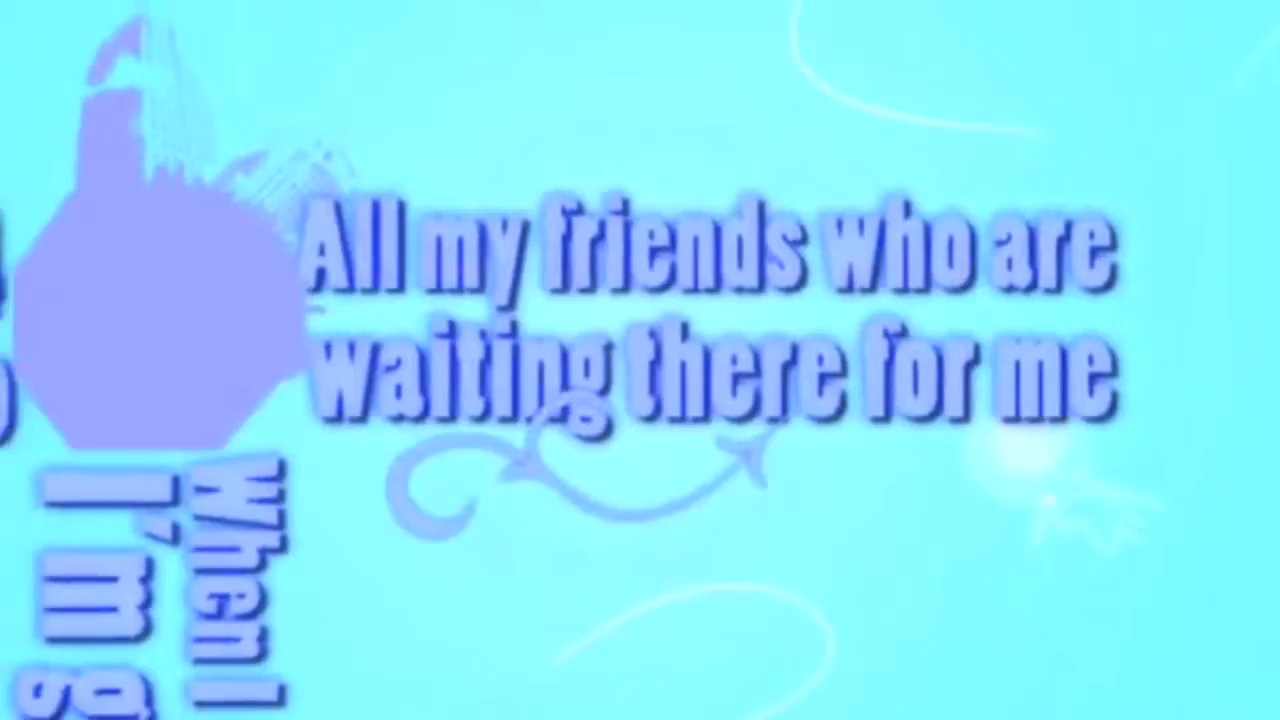 All my friends who are
waiting there for me
When I
I'm g